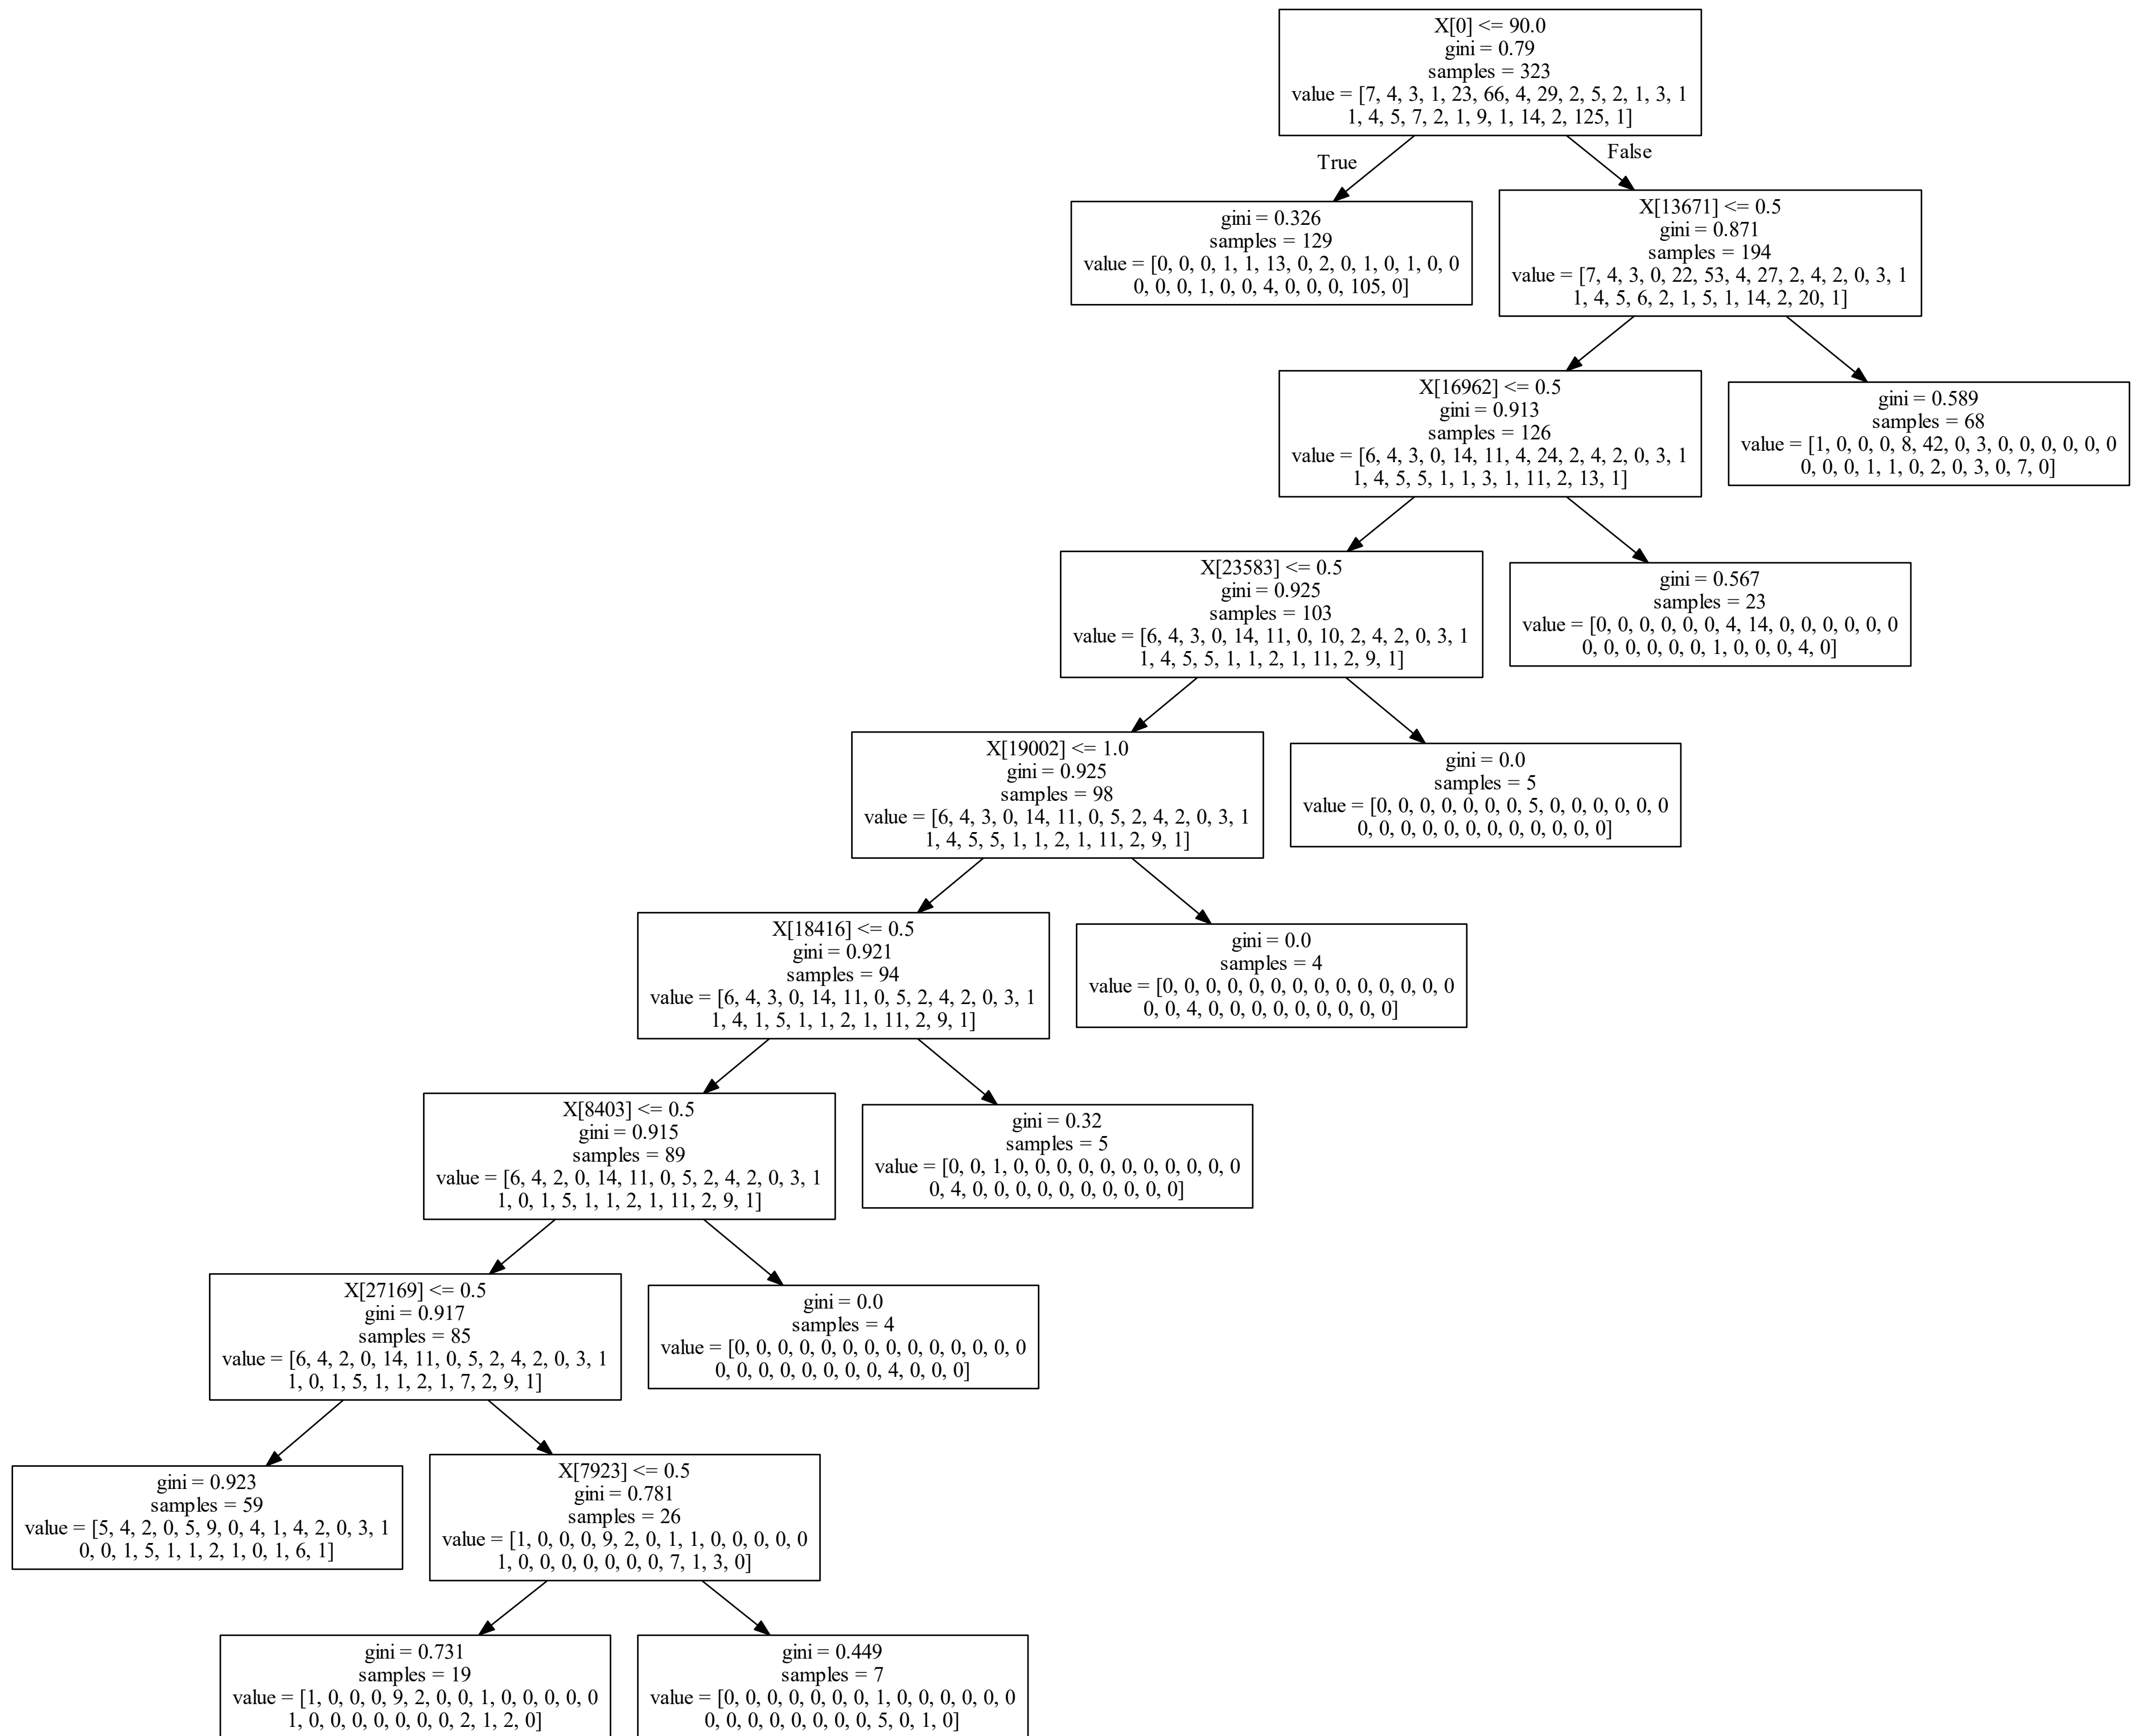 X[0] <= 90.0
gini = 0.79
samples = 323
value = [7, 4, 3, 1, 23, 66, 4, 29, 2, 5, 2, 1, 3, 1
1, 4, 5, 7, 2, 1, 9, 1, 14, 2, 125, 1]
True
False
gini = 0.326
samples = 129
value = [0, 0, 0, 1, 1, 13, 0, 2, 0, 1, 0, 1, 0, 0
0, 0, 0, 1, 0, 0, 4, 0, 0, 0, 105, 0]
X[13671] <= 0.5
gini = 0.871
samples = 194
value = [7, 4, 3, 0, 22, 53, 4, 27, 2, 4, 2, 0, 3, 1
1, 4, 5, 6, 2, 1, 5, 1, 14, 2, 20, 1]
X[16962] <= 0.5
gini = 0.913
samples = 126
value = [6, 4, 3, 0, 14, 11, 4, 24, 2, 4, 2, 0, 3, 1
1, 4, 5, 5, 1, 1, 3, 1, 11, 2, 13, 1]
gini = 0.589
samples = 68
value = [1, 0, 0, 0, 8, 42, 0, 3, 0, 0, 0, 0, 0, 0
0, 0, 0, 1, 1, 0, 2, 0, 3, 0, 7, 0]
X[23583] <= 0.5
gini = 0.925
samples = 103
value = [6, 4, 3, 0, 14, 11, 0, 10, 2, 4, 2, 0, 3, 1
1, 4, 5, 5, 1, 1, 2, 1, 11, 2, 9, 1]
gini = 0.567
samples = 23
value = [0, 0, 0, 0, 0, 0, 4, 14, 0, 0, 0, 0, 0, 0
0, 0, 0, 0, 0, 0, 1, 0, 0, 0, 4, 0]
X[19002] <= 1.0
gini = 0.925
samples = 98
value = [6, 4, 3, 0, 14, 11, 0, 5, 2, 4, 2, 0, 3, 1
1, 4, 5, 5, 1, 1, 2, 1, 11, 2, 9, 1]
gini = 0.0
samples = 5
value = [0, 0, 0, 0, 0, 0, 0, 5, 0, 0, 0, 0, 0, 0
0, 0, 0, 0, 0, 0, 0, 0, 0, 0, 0, 0]
X[18416] <= 0.5
gini = 0.921
samples = 94
value = [6, 4, 3, 0, 14, 11, 0, 5, 2, 4, 2, 0, 3, 1
1, 4, 1, 5, 1, 1, 2, 1, 11, 2, 9, 1]
gini = 0.0
samples = 4
value = [0, 0, 0, 0, 0, 0, 0, 0, 0, 0, 0, 0, 0, 0
0, 0, 4, 0, 0, 0, 0, 0, 0, 0, 0, 0]
X[8403] <= 0.5
gini = 0.915
samples = 89
value = [6, 4, 2, 0, 14, 11, 0, 5, 2, 4, 2, 0, 3, 1
1, 0, 1, 5, 1, 1, 2, 1, 11, 2, 9, 1]
gini = 0.32
samples = 5
value = [0, 0, 1, 0, 0, 0, 0, 0, 0, 0, 0, 0, 0, 0
0, 4, 0, 0, 0, 0, 0, 0, 0, 0, 0, 0]
X[27169] <= 0.5
gini = 0.917
samples = 85
value = [6, 4, 2, 0, 14, 11, 0, 5, 2, 4, 2, 0, 3, 1
1, 0, 1, 5, 1, 1, 2, 1, 7, 2, 9, 1]
gini = 0.0
samples = 4
value = [0, 0, 0, 0, 0, 0, 0, 0, 0, 0, 0, 0, 0, 0
0, 0, 0, 0, 0, 0, 0, 0, 4, 0, 0, 0]
gini = 0.923
samples = 59
value = [5, 4, 2, 0, 5, 9, 0, 4, 1, 4, 2, 0, 3, 1
0, 0, 1, 5, 1, 1, 2, 1, 0, 1, 6, 1]
X[7923] <= 0.5
gini = 0.781
samples = 26
value = [1, 0, 0, 0, 9, 2, 0, 1, 1, 0, 0, 0, 0, 0
1, 0, 0, 0, 0, 0, 0, 0, 7, 1, 3, 0]
gini = 0.731
samples = 19
value = [1, 0, 0, 0, 9, 2, 0, 0, 1, 0, 0, 0, 0, 0
1, 0, 0, 0, 0, 0, 0, 0, 2, 1, 2, 0]
gini = 0.449
samples = 7
value = [0, 0, 0, 0, 0, 0, 0, 1, 0, 0, 0, 0, 0, 0
0, 0, 0, 0, 0, 0, 0, 0, 5, 0, 1, 0]